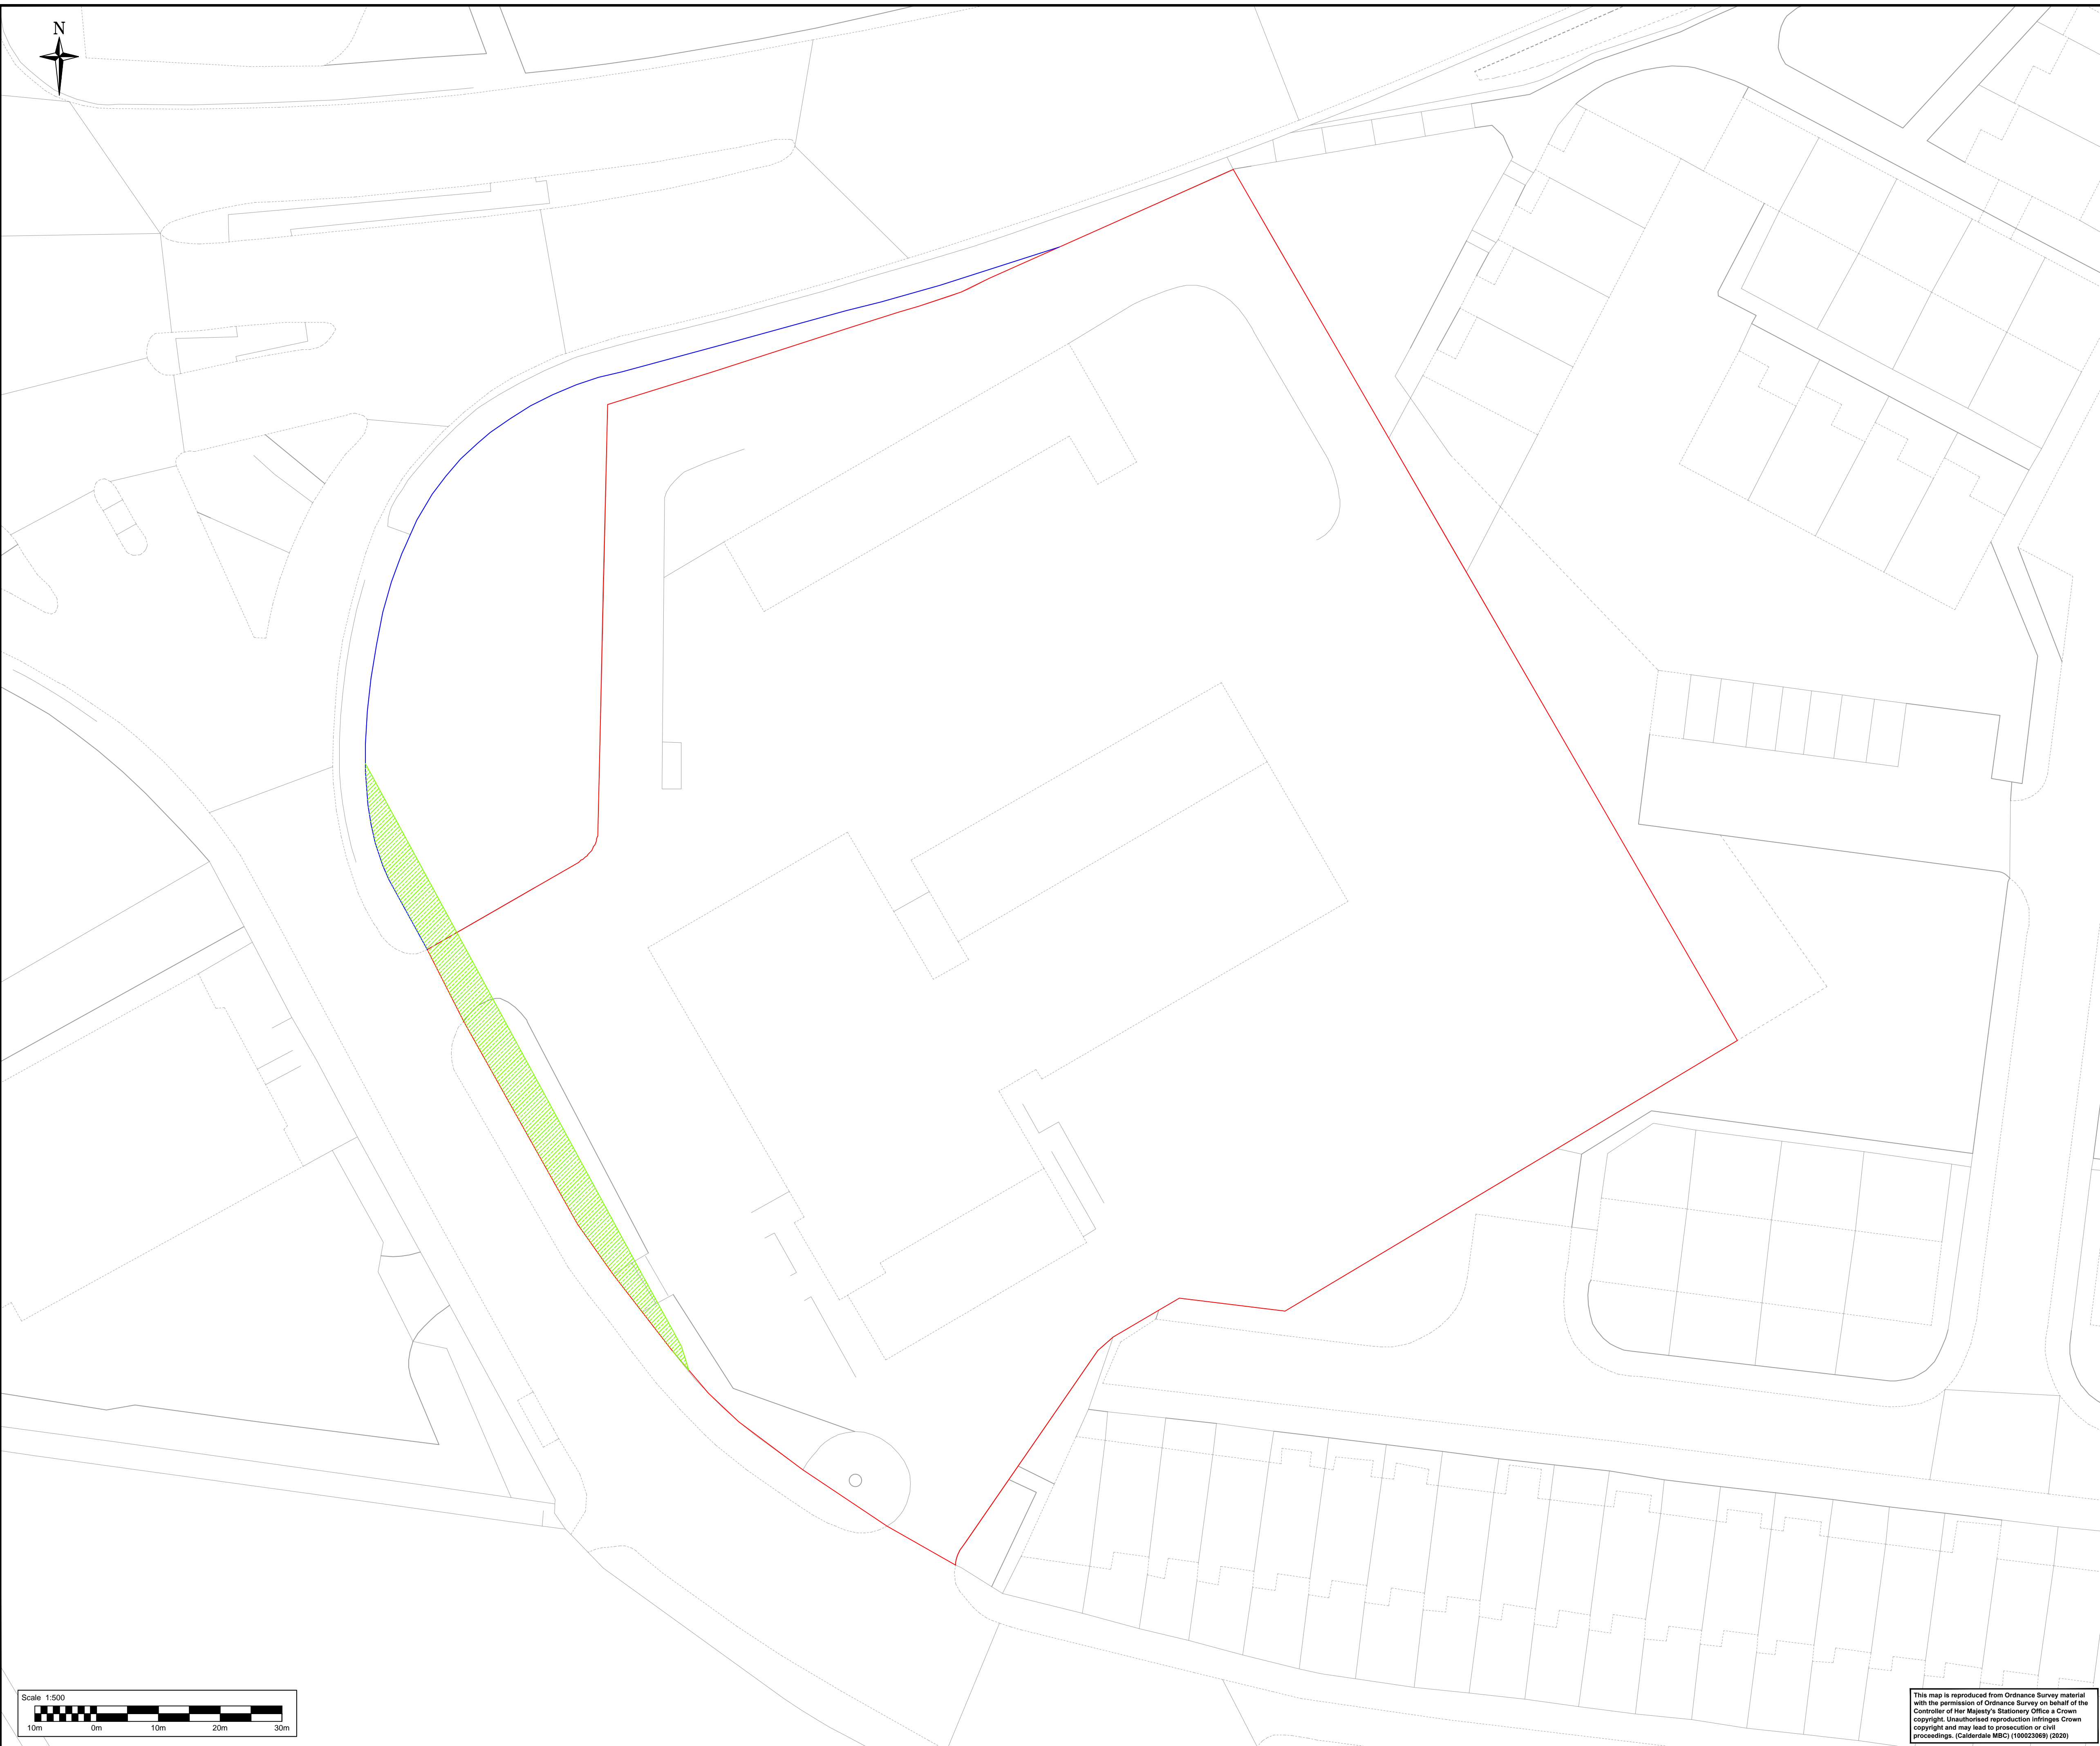 N
Scale 1:500
10m 0m 10m 20m 30m
This map is reproduced from Ordnance Survey material
with the permission of Ordnance Survey on behalf of the
Controller of Her Majesty's Stationery Office a Crown
copyright. Unauthorised reproduction infringes Crown
copyright and may lead to prosecution or civil
proceedings. (Calderdale MBC) (100023069) (2020)